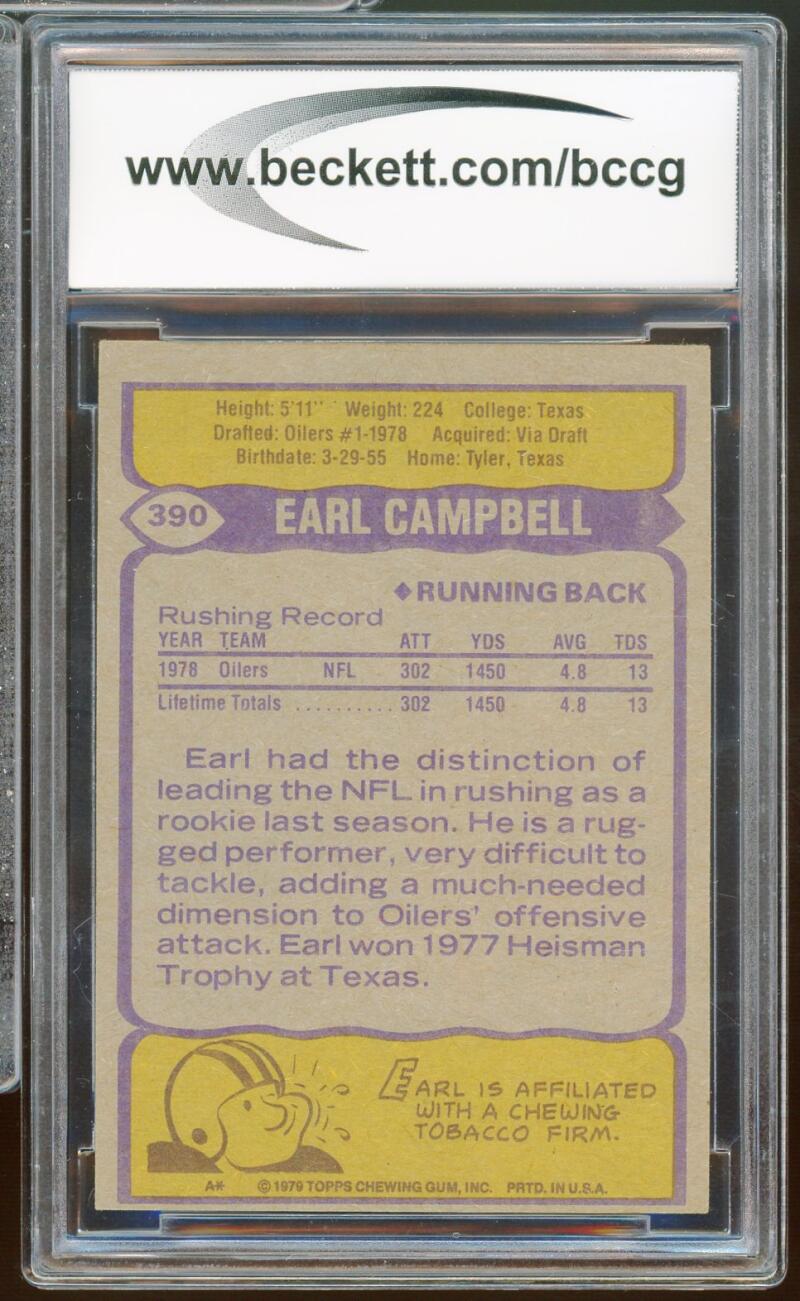 www.beckett.com/bccg
Height: 5'11" Weight: 224 College: Texas
Drafted: Oilers #1-1978 Acquired: Via Draft
Birthdate: 3-29-55 Home: Tyler, Texas
390 EARL CAMPBELL
◆RUNNING BACK
Rushing Record
YEAR TEAM ATT YDS AVG TDS
1978 Oilers NFL 302 1450 4.8 13
Lifetime Totals .......... 302 1450 4.8 13
Earl had the distinction of
leading the NFL in rushing as a
rookie last season. He is a rug-
ged performer, very difficult to
tackle, adding a much-needed
dimension to Oilers' offensive
attack. Earl won 1977 Heisman
Trophy at Texas.
EARL IS AFFILIATED
WITH A CHEWING
TOBACCO FIRM.
A* © 1979 TOPPS CHEWING GUM, INC. PRTD. IN U.S.A.